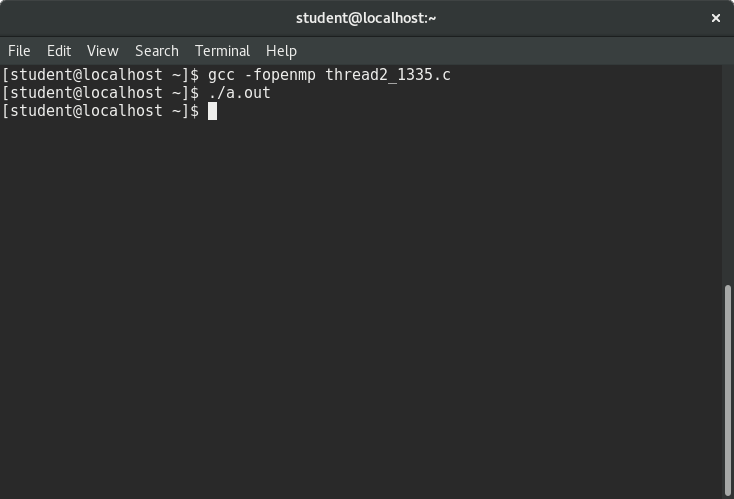 student@localhost:~
File Edit View Search Terminal Help
[student@localhost ~]$ gcc -fopenmp thread2_1335.c
[student@localhost ~]$ ./a.out
[student@localhost ~]$